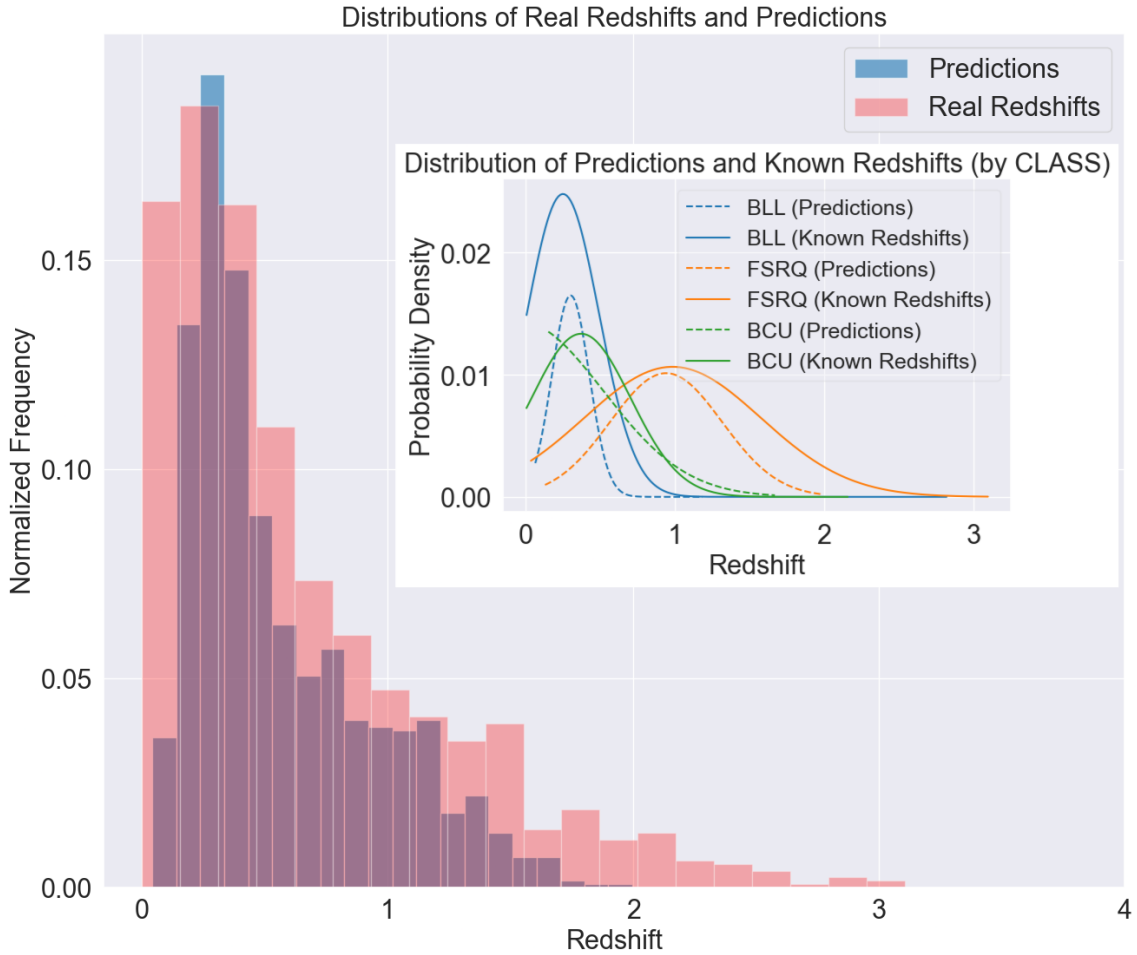 Distributions of Real Redshifts and Predictions
Predictions
Real Redshifts
Distribution of Predictions and Known Redshifts (by CLASS)
BLL (Predictions)
BLL (Known Redshifts)
FSRQ (Predictions)
FSRQ (Known Redshifts)
BCU (Predictions)
BCU (Known Redshifts)
Probability Density
0.02
0.01
0.00
0 1 2 3
Redshift
Normalized Frequency
0.15
0.10
0.05
0.00
0 1 2 3 4
Redshift